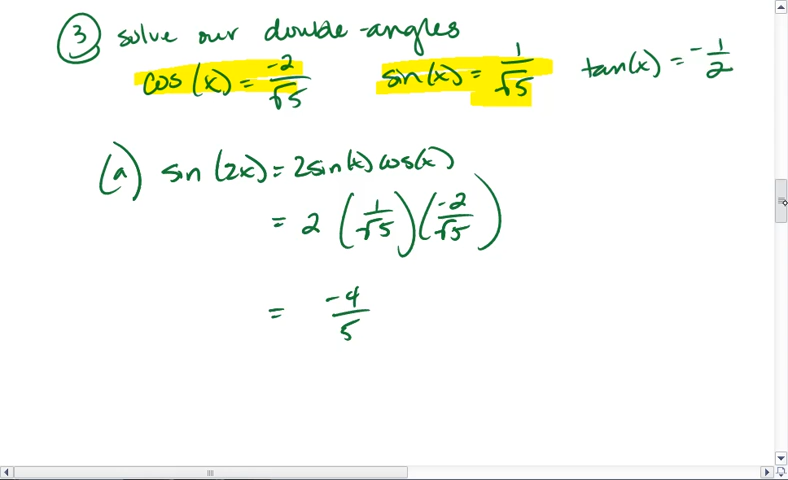 ③ solve our double-angles
cos(x) = -2/√5 sin(x) = 1/√5 tan(x) = -1/2
(a) sin(2x) = 2sin(x)cos(x)
= 2 (1/√5)(-2/√5)
= -4/5